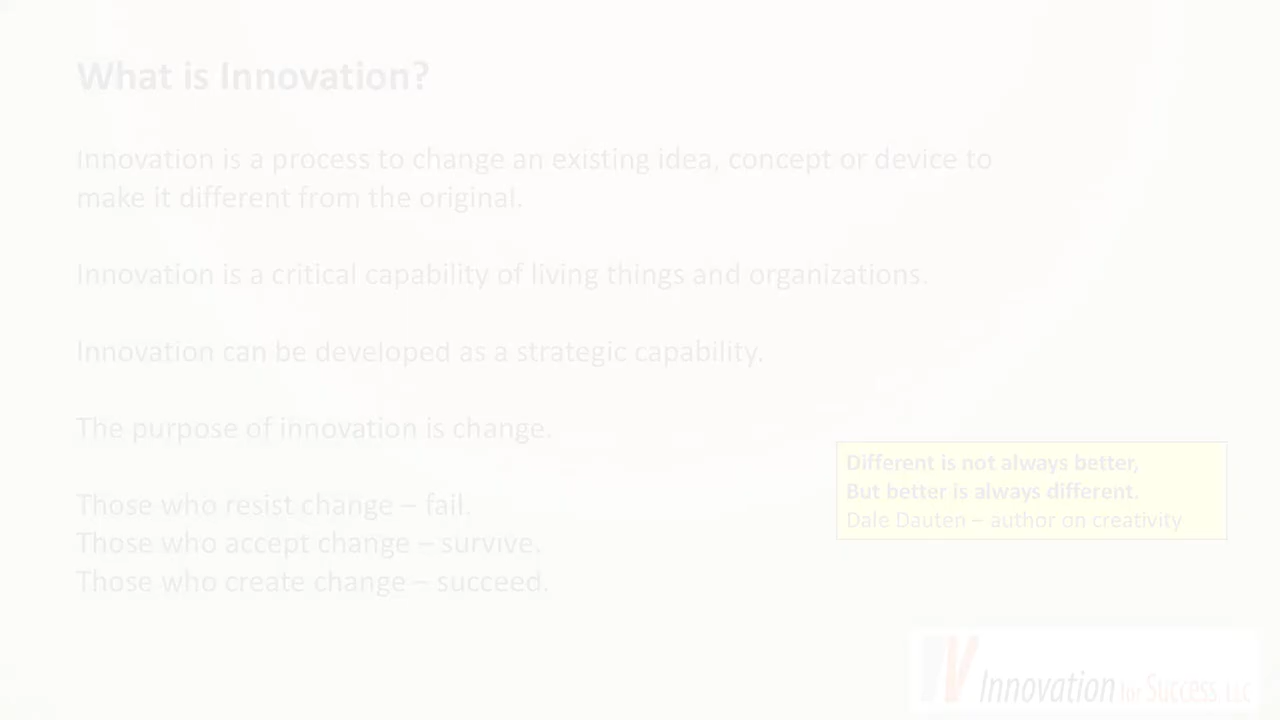 What is Innovation?
Innovation is a process to change an existing idea, concept or device to
make it different from the original.
Innovation is a critical capability of living things and organizations.
Innovation can be developed as a strategic capability.
The purpose of innovation is change.
Those who resist change – fail.
Those who accept change – survive.
Those who create change – succeed.
Different is not always better,
But better is always different.
Dale Dauten – author on creativity
Innovation for Success LLC